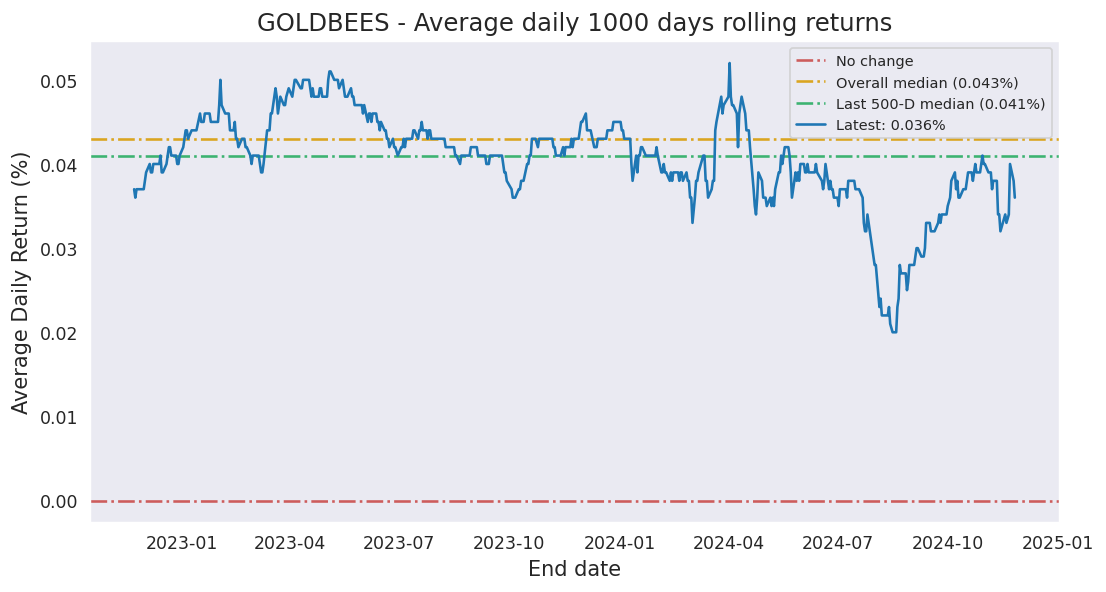 GOLDBEES - Average daily 1000 days rolling returns
No change
Overall median (0.043%)
Last 500-D median (0.041%)
Latest: 0.036%
Average Daily Return (%)
0.05
0.04
0.03
0.02
0.01
0.00
2023-01 2023-04 2023-07 2023-10 2024-01 2024-04 2024-07 2024-10 2025-01
End date